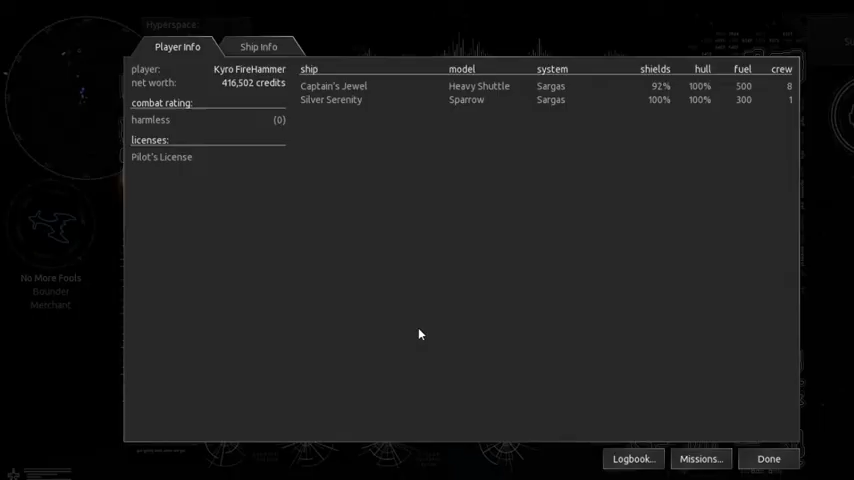 Hyperspace:
Player Info Ship Info
player: Kyro FireHammer
net worth: 416,502 credits
combat rating:
harmless (0)
licenses:
Pilot's License
ship model system shields hull fuel crew
Captain's Jewel Heavy Shuttle Sargas 92% 100% 500 8
Silver Serenity Sparrow Sargas 100% 100% 300 1
No More Fools
Bounder
Merchant
Logbook... Missions... Done